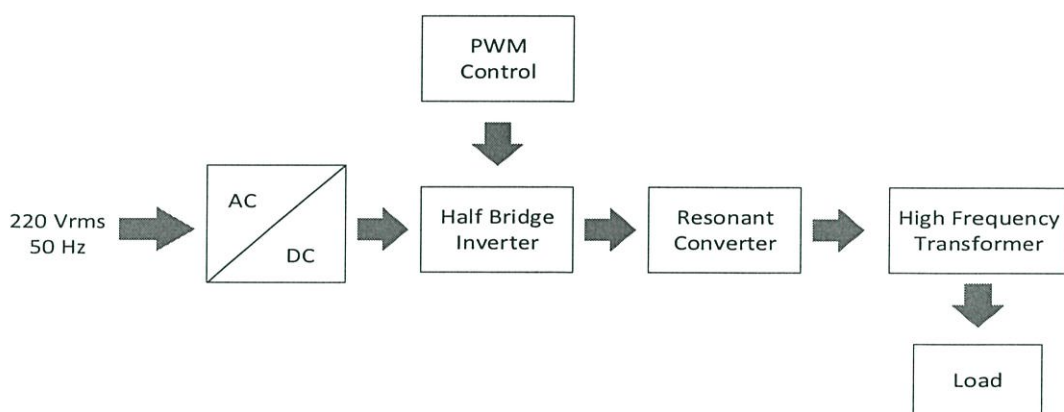 PWM
Control
220 Vrms
50 Hz
AC
DC
Half Bridge
Inverter
Resonant
Converter
High Frequency
Transformer
Load